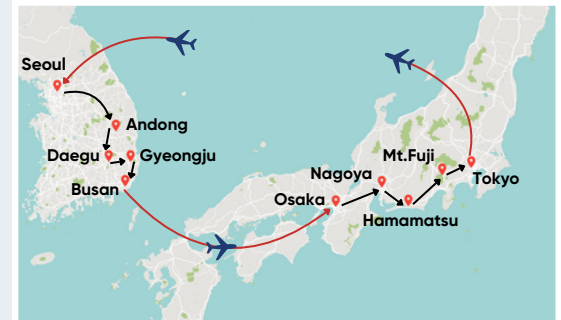 Seoul
Andong
Daegu
Gyeongju
Busan
Osaka
Nagoya
Hamamatsu
Mt.Fuji
Tokyo